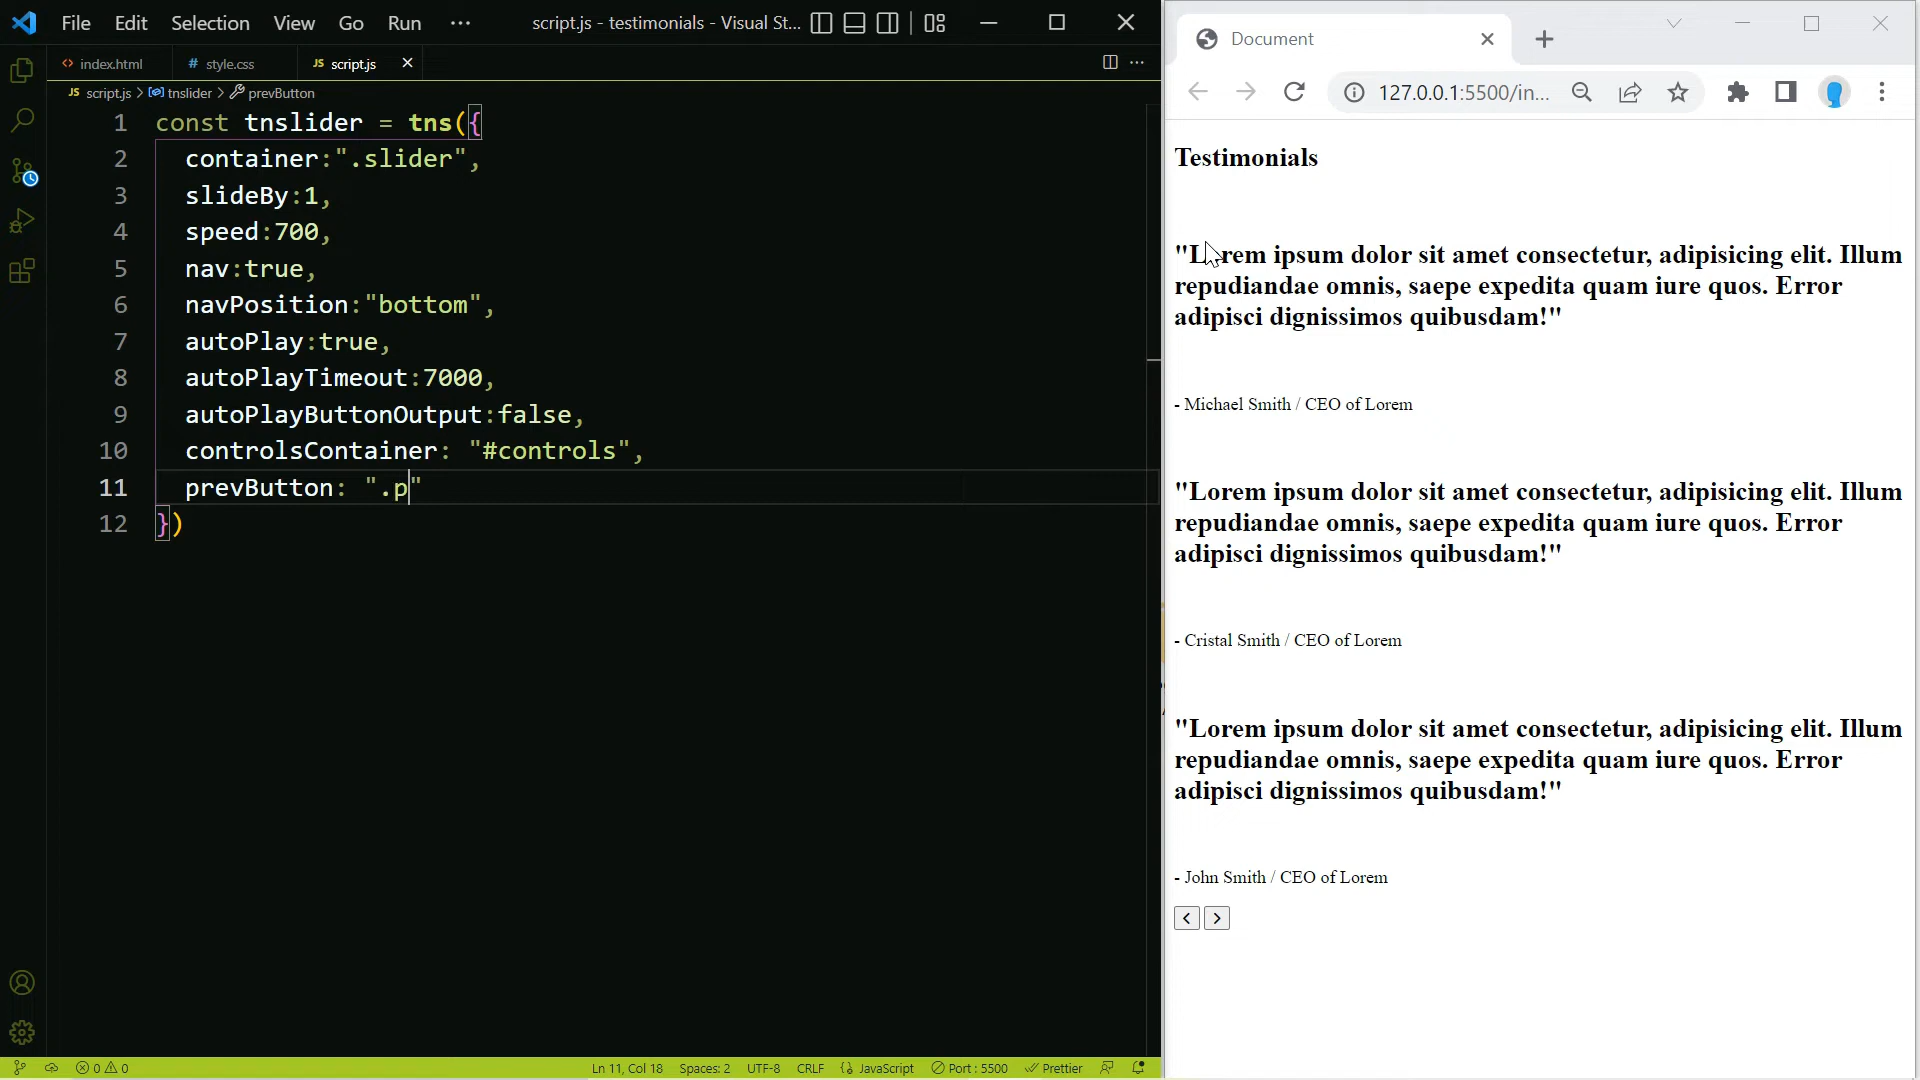 File Edit Selection View Go Run ··· script.js - testimonials - Visual St...
index.html # style.css JS script.js
JS script.js > tnslider > prevButton
1 const tnslider = tns({
2 container:".slider",
3 slideBy:1,
4 speed:700,
5 nav:true,
6 navPosition:"bottom",
7 autoPlay:true,
8 autoPlayTimeout:7000,
9 autoPlayButtonOutput:false,
10 controlsContainer: "#controls",
11 prevButton: ".p"
12 })
0 0 Ln 11, Col 18 Spaces: 2 UTF-8 CRLF {} JavaScript Port : 5500 Prettier
Document
127.0.0.1:5500/in...
Testimonials
"Lorem ipsum dolor sit amet consectetur, adipisicing elit. Illum
repudiandae omnis, saepe expedita quam iure quos. Error
adipisci dignissimos quibusdam!"
- Michael Smith / CEO of Lorem
"Lorem ipsum dolor sit amet consectetur, adipisicing elit. Illum
repudiandae omnis, saepe expedita quam iure quos. Error
adipisci dignissimos quibusdam!"
- Cristal Smith / CEO of Lorem
"Lorem ipsum dolor sit amet consectetur, adipisicing elit. Illum
repudiandae omnis, saepe expedita quam iure quos. Error
adipisci dignissimos quibusdam!"
- John Smith / CEO of Lorem
< >